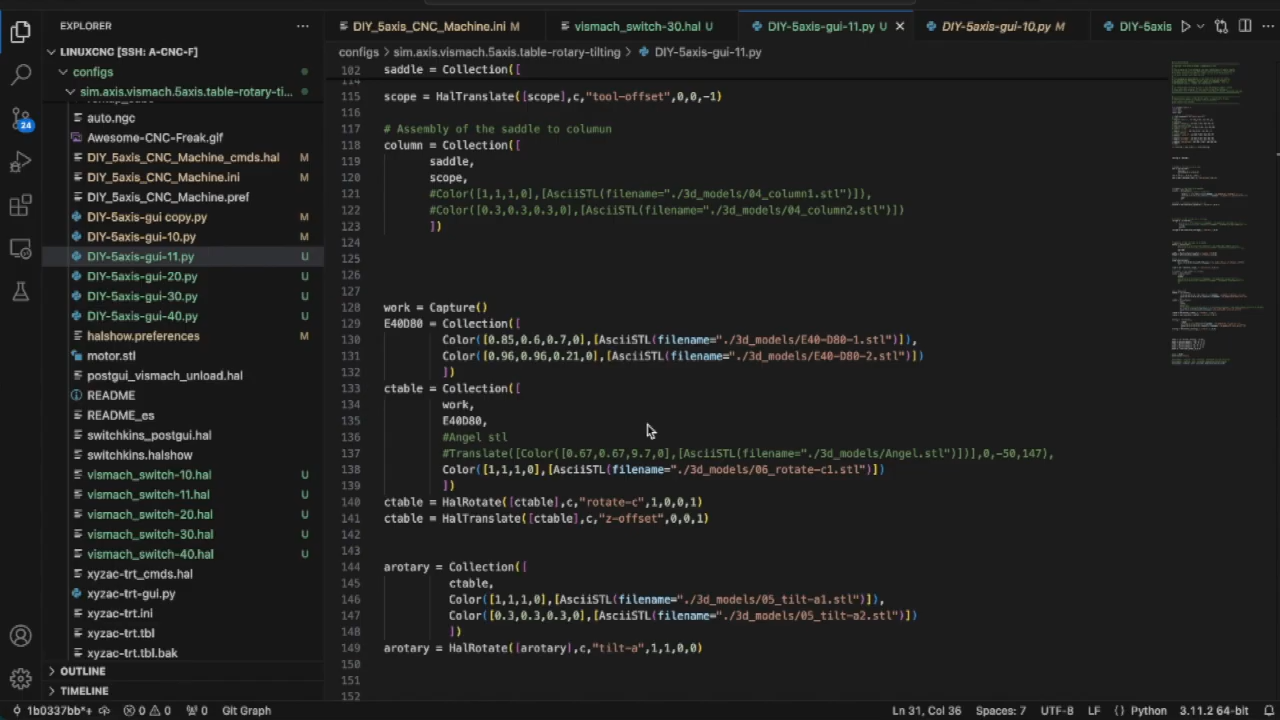 EXPLORER
LINUXCNC [SSH: A-CNC-F]
configs
sim.axis.vismach.5axis.table-rotary-ti...
auto.ngc
Awesome-CNC-Freak.gif
DIY_5axis_CNC_Machine_cmds.hal M
DIY_5axis_CNC_Machine.ini M
DIY_5axis_CNC_Machine.pref
DIY-5axis-gui copy.py M
DIY-5axis-gui-10.py M
DIY-5axis-gui-11.py U
DIY-5axis-gui-20.py U
DIY-5axis-gui-30.py U
DIY-5axis-gui-40.py U
halshow.preferences M
motor.stl
postgui_vismach_unload.hal
README
README_es
switchkins_postgui.hal
switchkins.halshow
vismach_switch-10.hal U
vismach_switch-11.hal U
vismach_switch-20.hal U
vismach_switch-30.hal U
vismach_switch-40.hal U
xyzac-trt_cmds.hal
xyzac-trt-gui.py
xyzac-trt.ini
xyzac-trt.tbl
xyzac-trt.tbl.bak
OUTLINE
TIMELINE
24
DIY_5axis_CNC_Machine.ini M
vismach_switch-30.hal U
DIY-5axis-gui-11.py U
DIY-5axis-gui-10.py M
DIY-5axis
configs > sim.axis.vismach.5axis.table-rotary-tilting > DIY-5axis-gui-11.py
102 saddle = Collection([
115 scope = HalTranslate([scope],c,"tool-offset",0,0,-1)
116
117 # Assembly of the saddle to columun
118 column = Collection([
119 saddle,
120 scope,
121 #Color([1,1,1,0],[AsciiSTL(filename="./3d_models/04_column1.stl")]),
122 #Color([0.3,0.3,0.3,0],[AsciiSTL(filename="./3d_models/04_column2.stl")])
123 ])
124
125
126
127
128 work = Capture()
129 E40D80 = Collection([
130 Color([0.62,0.6,0.7,0],[AsciiSTL(filename="./3d_models/E40-D80-1.stl")]),
131 Color([0.96,0.96,0.21,0],[AsciiSTL(filename="./3d_models/E40-D80-2.stl")])
132 ])
133 ctable = Collection([
134 work,
135 E40D80,
136 #Angel stl
137 #Translate([Color([0.67,0.67,9.7,0],[AsciiSTL(filename="./3d_models/Angel.stl")])],0,-50,147),
138 Color([1,1,1,0],[AsciiSTL(filename="./3d_models/06_rotate-c1.stl")])
139 ])
140 ctable = HalRotate([ctable],c,"rotate-c",1,0,0,1)
141 ctable = HalTranslate([ctable],c,"z-offset",0,0,1)
142
143
144 arotary = Collection([
145 ctable,
146 Color([1,1,1,0],[AsciiSTL(filename="./3d_models/05_tilt-a1.stl")]),
147 Color([0.3,0.3,0.3,0],[AsciiSTL(filename="./3d_models/05_tilt-a2.stl")])
148 ])
149 arotary = HalRotate([arotary],c,"tilt-a",1,1,0,0)
150
151
152
1b0337bb*+ 0 0 0 Git Graph Ln 31, Col 36 Spaces: 7 UTF-8 LF Python 3.11.2 64-bit